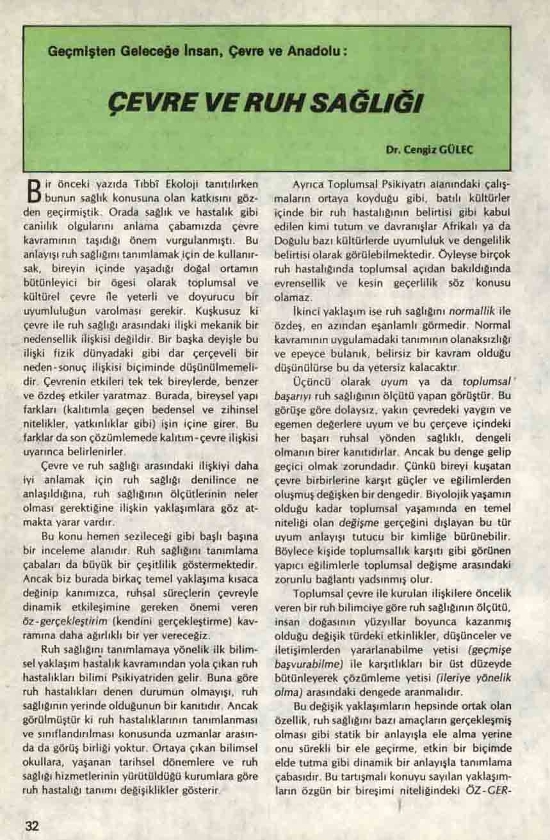 Geçmişten Geleceğe İnsan, Çevre ve Anadolu :
ÇEVRE VE RUH SAĞLIĞI
Dr. Cengiz GÜLEÇ
Bir önceki yazıda Tıbbî Ekoloji tanıtılırken
bunun sağlık konusuna olan katkısını göz-
den geçirmiştik. Orada sağlık ve hastalık gibi
canlılık olgularını anlama çabamızda çevre
kavramının taşıdığı önem vurgulanmıştı. Bu
anlayışı ruh sağlığını tanımlamak için de kullanır-
sak, bireyin içinde yaşadığı doğal ortamın
bütünleyici bir ögesi olarak toplumsal ve
kültürel çevre ile yeterli ve doyurucu bir
uyumluluğun varolması gerekir. Kuşkusuz ki
çevre ile ruh sağlığı arasındaki ilişki mekanik bir
nedensellik ilişkisi değildir. Bir başka deyişle bu
ilişki fizik dünyadaki gibi dar çerçeveli bir
neden-sonuç ilişkisi biçiminde düşünülmemeli-
dir. Çevrenin etkileri tek tek bireylerde, benzer
ve özdeş etkiler yaratmaz. Burada, bireysel yapı
farkları (kalıtımla geçen bedensel ve zihinsel
nitelikler, yatkınlıklar gibi) işin içine girer. Bu
farklar da son çözümlemede kalıtım-çevre ilişkisi
uyarınca belirlenirler.
Çevre ve ruh sağlığı arasındaki ilişkiyi daha
iyi anlamak için ruh sağlığı denilince ne
anlaşıldığına, ruh sağlığının ölçütlerinin neler
olması gerektiğine ilişkin yaklaşımlara göz at-
makta yarar vardır.
Bu konu hemen sezileceği gibi başlı başına
bir inceleme alanıdır. Ruh sağlığını tanımlama
çabaları da büyük bir çeşitlilik göstermektedir.
Ancak biz burada birkaç temel yaklaşıma kısaca
değinip kanımızca, ruhsal süreçlerin çevreyle
dinamik etkileşimine gereken önemi veren
öz-gerçekleştirim (kendini gerçekleştirme) kav-
ramına daha ağırlıklı bir yer vereceğiz.
Ruh sağlığını tanımlamaya yönelik ilk bilim-
sel yaklaşım hastalık kavramından yola çıkan ruh
hastalıkları bilimi Psikiyatriden gelir. Buna göre
ruh hastalıkları denen durumun olmayışı, ruh
sağlığının yerinde olduğunun bir kanıtıdır. Ancak
görülmüştür ki ruh hastalıklarının tanımlanması
ve sınıflandırılması konusunda uzmanlar arasın-
da da görüş birliği yoktur. Ortaya çıkan bilimsel
okullara, yaşanan tarihsel dönemlere ve ruh
sağlığı hizmetlerinin yürütüldüğü kurumlara göre
ruh hastalığı tanımı değişiklikler gösterir.
Ayrıca Toplumsal Psikiyatri alanındaki çalış-
maların ortaya koyduğu gibi, batılı kültürler
içinde bir ruh hastalığının belirtisi gibi kabul
edilen kimi tutum ve davranışlar Afrikalı ya da
Doğulu bazı kültürlerde uyumluluk ve dengelilik
belirtisi olarak görülebilmektedir. Öyleyse birçok
ruh hastalığında toplumsal açıdan bakıldığında
evrensellik ve kesin geçerlilik söz konusu
olamaz.
İkinci yaklaşım ise ruh sağlığını normallik ile
özdeş, en azından eşanlamlı görmedir. Normal
kavramının uygulamadaki tanımının olanaksızlığı
ve epeyce bulanık, belirsiz bir kavram olduğu
düşünülürse bu da yetersiz kalacaktır.
Üçüncü olarak uyum ya da toplumsal
başarıyı ruh sağlığının ölçütü yapan görüştür. Bu
görüşe göre dolaysız, yakın çevredeki yaygın ve
egemen değerlere uyum ve bu çerçeve içindeki
her başarı ruhsal yönden sağlıklı, dengeli
olmanın birer kanıtıdırlar. Ancak bu denge gelip
geçici olmak zorundadır. Çünkü bireyi kuşatan
çevre birbirlerine karşıt güçler ve eğilimlerden
oluşmuş değişken bir dengedir. Biyolojik yaşamın
olduğu kadar toplumsal yaşamında en temel
niteliği olan değişme gerçeğini dışlayan bu tür
uyum anlayışı tutucu bir kimliğe bürünebilir.
Böylece kişide toplumsallık karşıtı gibi görünen
yapıcı eğilimlerle toplumsal değişme arasındaki
zorunlu bağlantı yadsınmış olur.
Toplumsal çevre ile kurulan ilişkilere öncelik
veren bir ruh bilimciye göre ruh sağlığının ölçütü,
insan doğasının yüzyıllar boyunca kazanmış
olduğu değişik türdeki etkinlikler, düşünceler ve
iletişimlerden yararlanabilme yetisi (geçmişe
başvurabilme) ile karşıtlıkları bir üst düzeyde
bütünleyerek çözümleme yetisi (ileriye yönelik
olma) arasındaki dengede aranmalıdır.
Bu değişik yaklaşımların hepsinde ortak olan
özellik, ruh sağlığını bazı amaçların gerçekleşmiş
olması gibi statik bir anlayışla ele alma yerine
onu sürekli bir ele geçirme, etkin bir biçimde
elde tutma gibi dinamik bir anlayışla tanımlama
çabasıdır. Bu tartışmalı konuyu sayılan yaklaşım-
ların özgün bir bireşimi niteliğindeki ÖZ-GER-
32